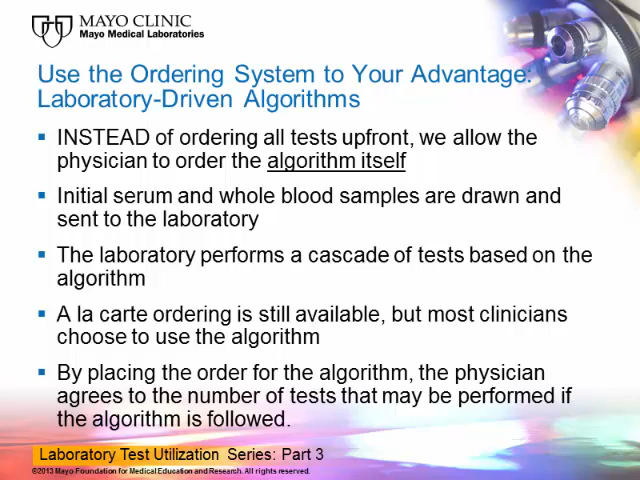 MAYO CLINIC
Mayo Medical Laboratories
Use the Ordering System to Your Advantage:
Laboratory-Driven Algorithms
▪ INSTEAD of ordering all tests upfront, we allow the
physician to order the algorithm itself
▪ Initial serum and whole blood samples are drawn and
sent to the laboratory
▪ The laboratory performs a cascade of tests based on the
algorithm
▪ A la carte ordering is still available, but most clinicians
choose to use the algorithm
▪ By placing the order for the algorithm, the physician
agrees to the number of tests that may be performed if
the algorithm is followed.
Laboratory Test Utilization Series: Part 3
©2013 Mayo Foundation for Medical Education and Research. All rights reserved.